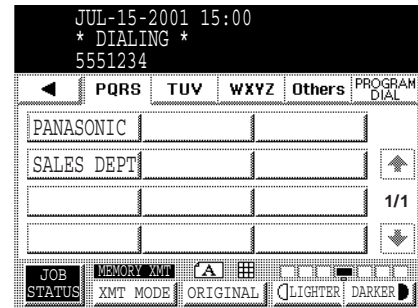 JUL-15-2001 15:00
* DIALING *
5551234
PQRS TUV WXYZ Others PROGRAM DIAL
PANASONIC
SALES DEPT
1/1
JOB STATUS MEMORY XMT A
XMT MODE ORIGINAL LIGHTER DARKER